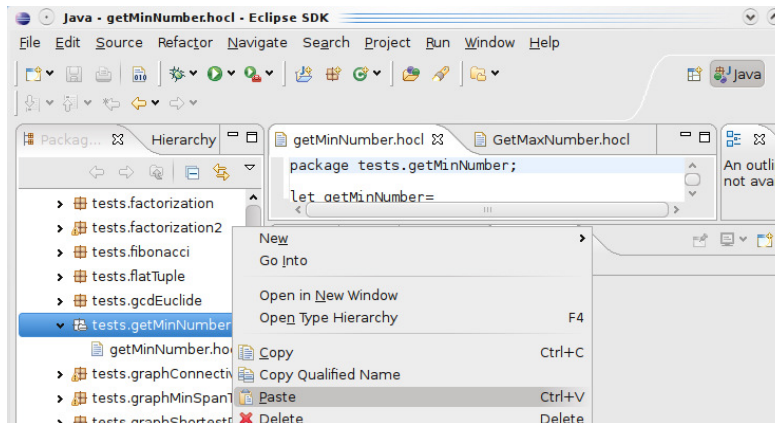 Java - getMinNumber.hocl - Eclipse SDK
File Edit Source Refactor Navigate Search Project Run Window Help
Java
Packag... Hierarchy
getMinNumber.hocl GetMaxNumber.hocl
An outli
not ava
package tests.getMinNumber;
let getMinNumber=
tests.factorization
tests.factorization2
tests.fibonacci
tests.flatTuple
tests.gcdEuclide
tests.getMinNumber
getMinNumber.ho
tests.graphConnectiv
tests.graphMinSpanT
tests.graphShortest
New
Go Into
Open in New Window
Open Type Hierarchy F4
Copy Ctrl+C
Copy Qualified Name
Paste Ctrl+V
Delete Delete